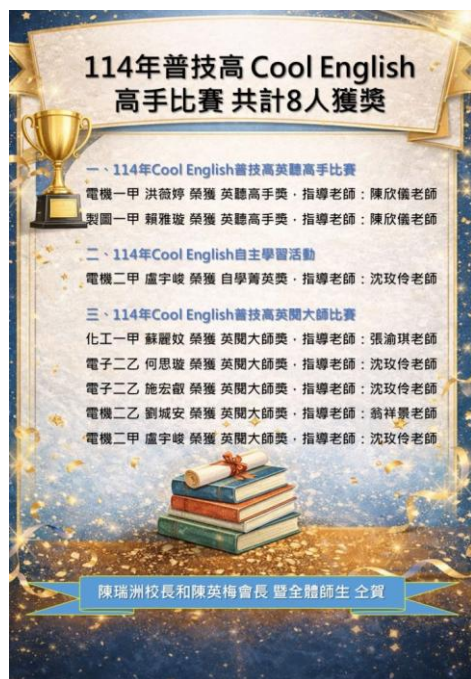 114年普技高 Cool English
高手比賽 共計8人獲獎
一、114年Cool English普技高英聽高手比賽
電機一甲 洪薇婷 榮獲 英聽高手獎，指導老師：陳欣儀老師
製圖一甲 賴雅璇 榮獲 英聽高手獎，指導老師：陳欣儀老師
二、114年Cool English自主學習活動
電機二甲 盧宇峻 榮獲 自學菁英獎，指導老師：沈玫伶老師
三、114年Cool English普技高英閱大師比賽
化工一甲 蘇麗妏 榮獲 英閱大師獎，指導老師：張渝琪老師
電子二乙 何思璇 榮獲 英閱大師獎，指導老師：沈玫伶老師
電子二乙 施宏叡 榮獲 英閱大師獎，指導老師：沈玫伶老師
電機二乙 劉城安 榮獲 英閱大師獎，指導老師：翁祥景老師
電機二甲 盧宇峻 榮獲 英閱大師獎，指導老師：沈玫伶老師
陳瑞洲校長和陳英梅會長 暨全體師生 仝賀